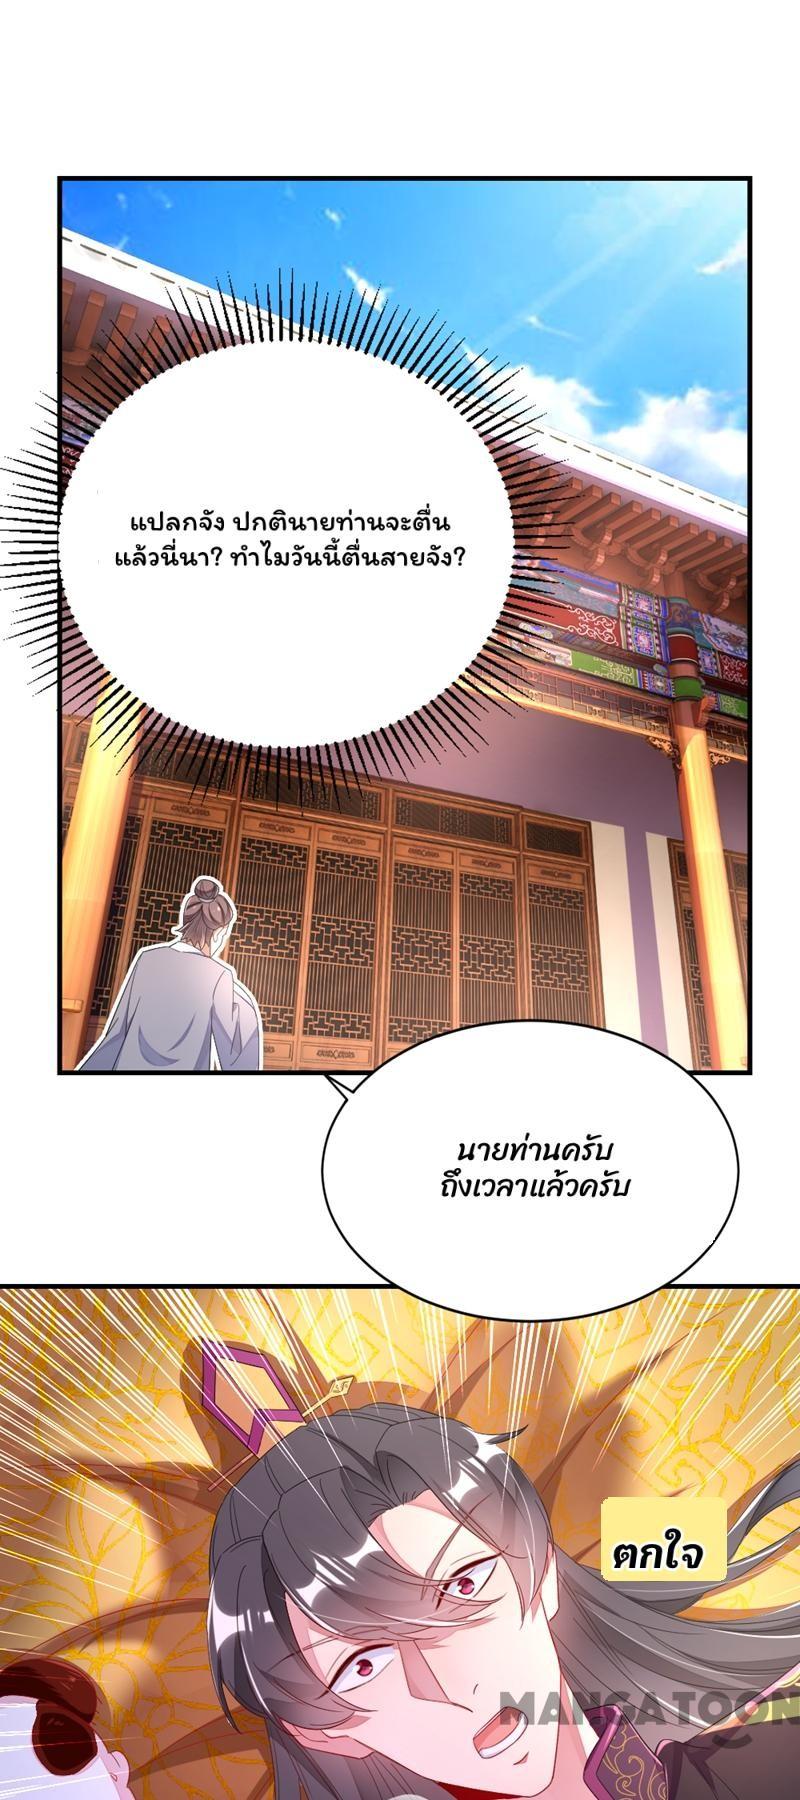 แปลกจัง ปกตินายท่านจะตื่น
แล้วนี่นา? ทำไมวันนี้ตื่นสายจัง?
นายท่านครับ
ถึงเวลาแล้วครับ
ตกใจ
MANGATOON